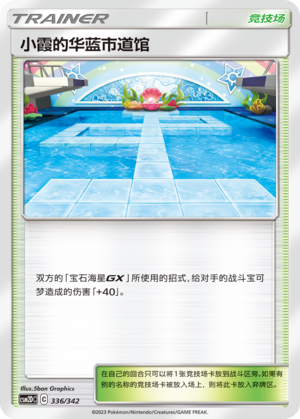 TRAINER
竞技场
小霞的华蓝市道馆
双方的「宝石海星GX」所使用的招式，给对手的战斗宝可
梦造成的伤害「+40」。
Illus.5ban Graphics
CSM2DC C 336/342
在自己的回合只可以将1张竞技场卡放到战斗区旁。如果有
别的名称的竞技场卡被放入场上，则将此卡放入弃牌区。
©2023 Pokémon/Nintendo/Creatures/GAME FREAK.